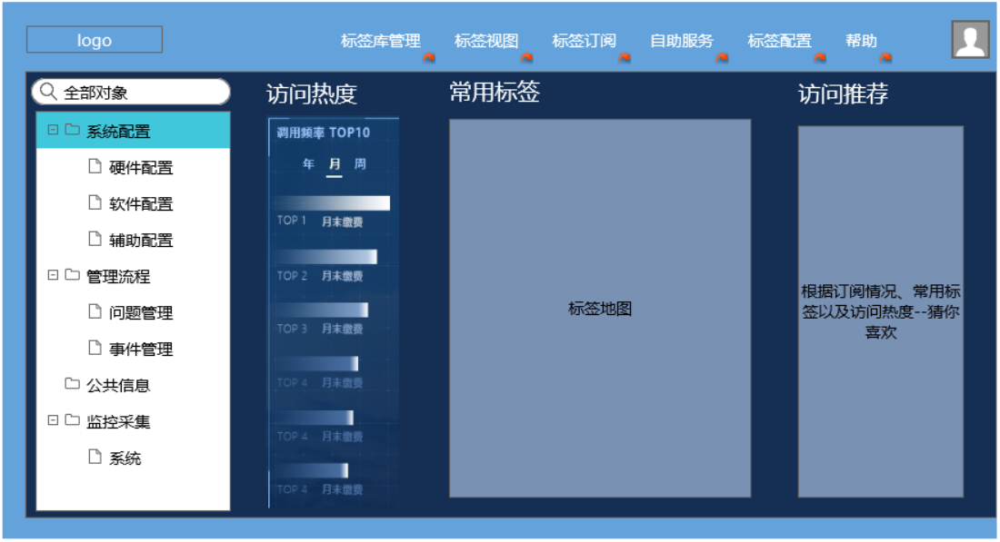 logo
标签库管理 标签视图 标签订阅 自助服务 标签配置 帮助
全部对象
系统配置
硬件配置
软件配置
辅助配置
管理流程
问题管理
事件管理
公共信息
监控采集
系统
访问热度
调用频率 TOP10
年 月 周
TOP 1 月末缴费
TOP 2 月末缴费
TOP 3 月末缴费
TOP 4 月末缴费
TOP 4 月末缴费
TOP 4 月末缴费
常用标签
标签地图
访问推荐
根据订阅情况、常用标
签以及访问热度--猜你
喜欢